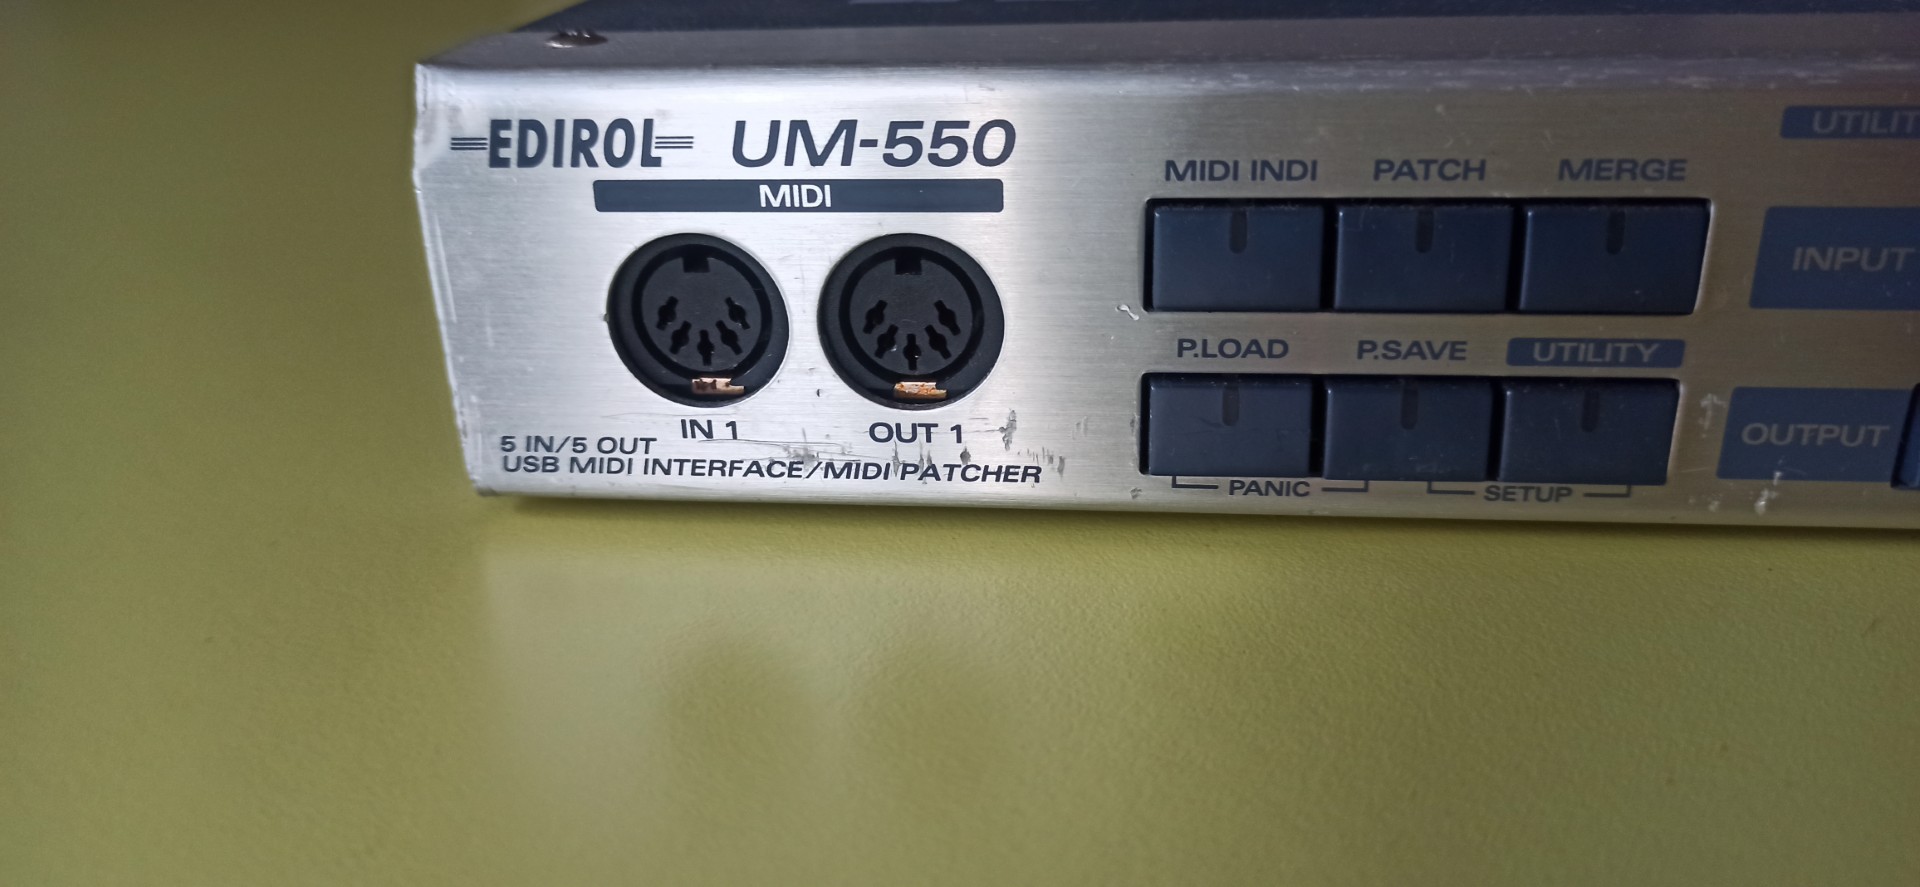 EDIROL UM-550
MIDI
IN 1 OUT 1
5 IN/5 OUT
USB MIDI INTERFACE/MIDI PATCHER
MIDI INDI PATCH MERGE
P.LOAD P.SAVE UTILITY
PANIC SETUP
INPUT
OUTPUT